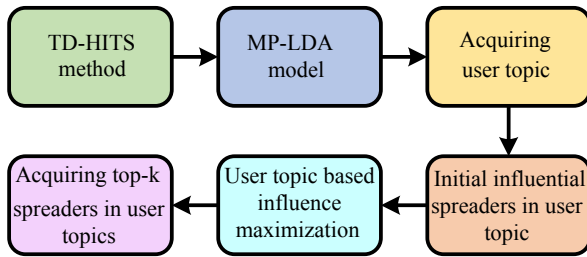 TD-HITS
method
MP-LDA
model
Acquiring
user topic
Initial influential
spreaders in user
topic
User topic based
influence
maximization
Acquiring top-k
spreaders in user
topics